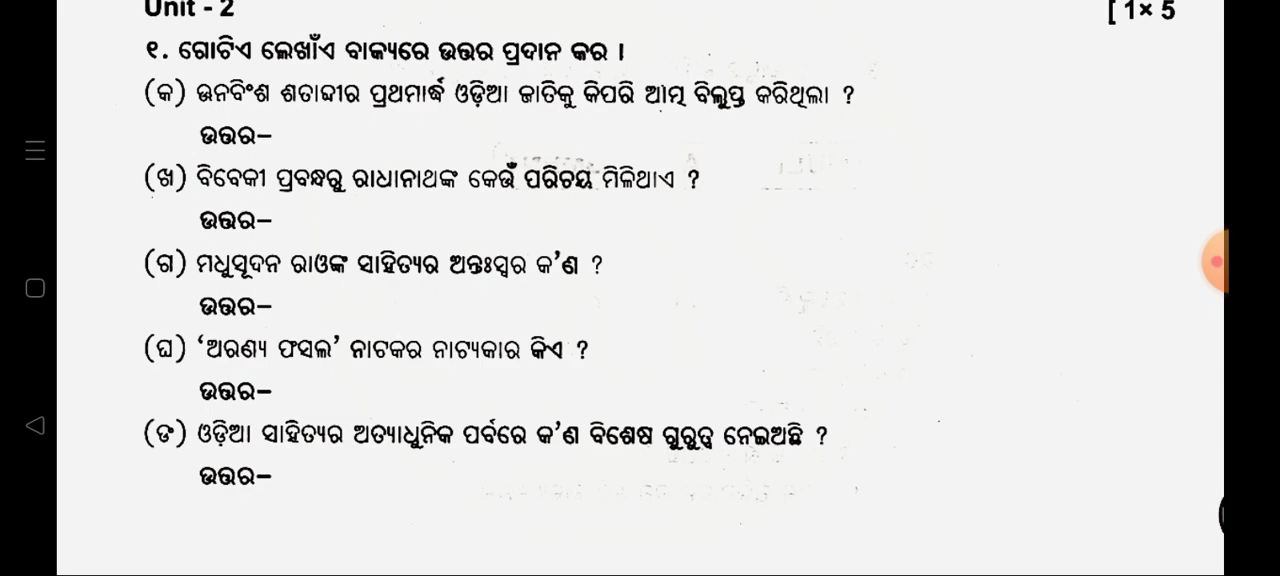 Unit - 2 [ 1× 5
୧. ଗୋଟିଏ ଲେଖାଁଏ ବାକ୍ୟରେ ଉତ୍ତର ପ୍ରଦାନ କର ।
(କ) ଊନବିଂଶ ଶତାବ୍ଦୀର ପ୍ରଥମାର୍ଦ୍ଧ ଓଡ଼ିଆ ଜାତିକୁ କିପରି ଆତ୍ମ ବିଲୁପ୍ତ କରିଥିଲା ?
ଉତ୍ତର–
(ଖ) ବିବେକୀ ପ୍ରବନ୍ଧରୁ ରାଧାନାଥଙ୍କ କେଉଁ ପରିଚୟ ମିଳିଥାଏ ?
ଉତ୍ତର–
(ଗ) ମଧୁସୂଦନ ରାଓଙ୍କ ସାହିତ୍ୟର ଅନ୍ତଃସ୍ୱର କ'ଣ ?
ଉତ୍ତର–
(ଘ) ‘ଅରଣ୍ୟ ଫସଲ’ ନାଟକର ନାଟ୍ୟକାର କିଏ ?
ଉତ୍ତର–
(ଙ) ଓଡ଼ିଆ ସାହିତ୍ୟର ଅତ୍ୟାଧୁନିକ ପର୍ବରେ କ'ଣ ବିଶେଷ ଗୁରୁତ୍ୱ ନେଇଅଛି ?
ଉତ୍ତର–